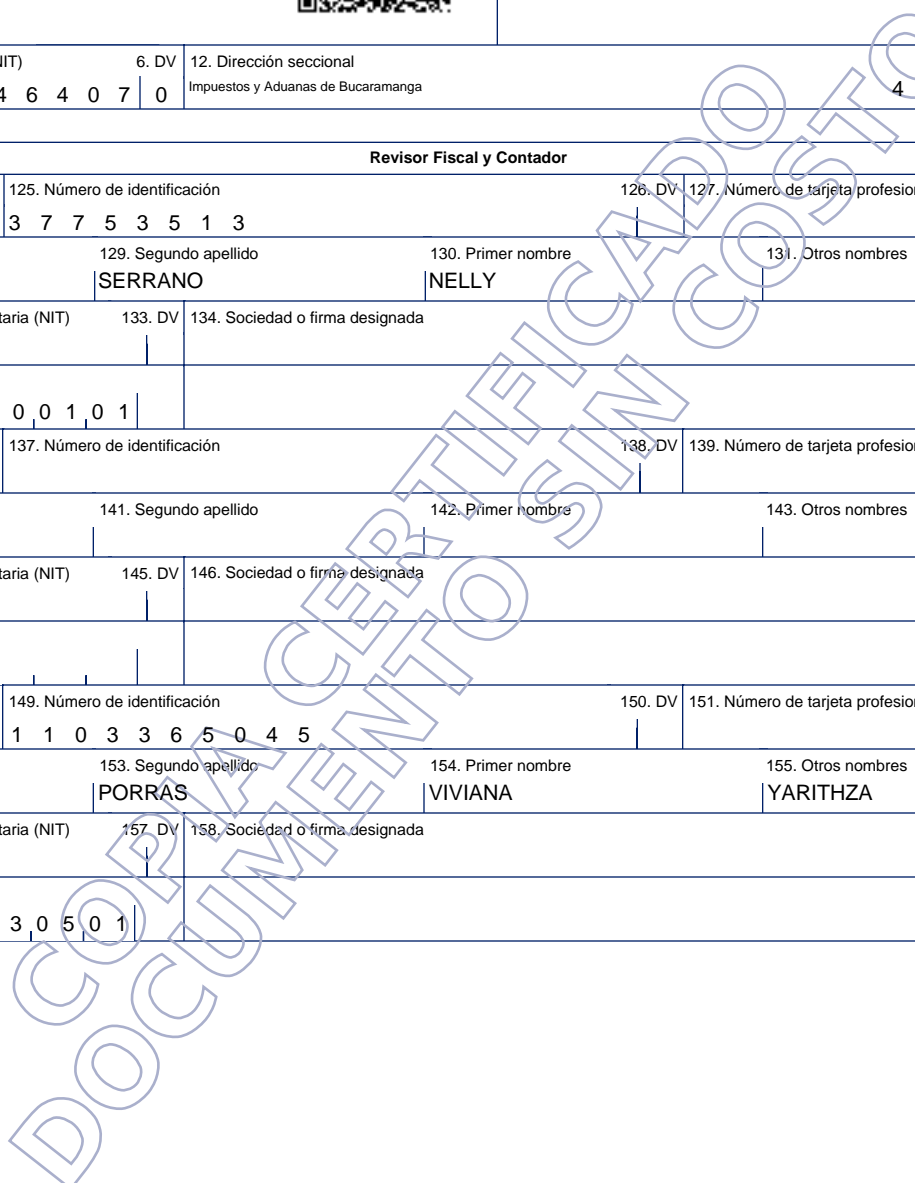 NIT) 6. DV 12. Dirección seccional
4 6 4 0 7 0 Impuestos y Aduanas de Bucaramanga 4
Revisor Fiscal y Contador
125. Número de identificación 126. DV 127. Número de tarjeta profesion
3 7 7 5 3 5 1 3
129. Segundo apellido 130. Primer nombre 131. Otros nombres
SERRANO NELLY
taria (NIT) 133. DV 134. Sociedad o firma designada
0 0 1 0 1
137. Número de identificación 138. DV 139. Número de tarjeta profesion
141. Segundo apellido 142. Primer nombre 143. Otros nombres
taria (NIT) 145. DV 146. Sociedad o firma designada
149. Número de identificación 150. DV 151. Número de tarjeta profesion
1 1 0 3 3 6 5 0 4 5
153. Segundo apellido 154. Primer nombre 155. Otros nombres
PORRAS VIVIANA YARITHZA
taria (NIT) 157. DV 158. Sociedad o firma designada
3 0 5 0 1
COPIA CERTIFICADO
DOCUMENTO SIN COSTO